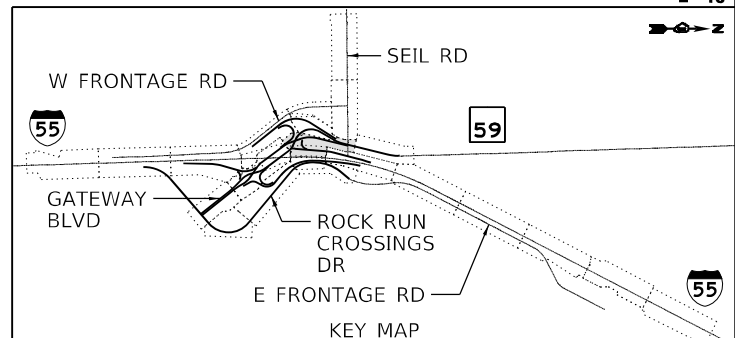 Z
SEIL RD
W FRONTAGE RD
55
59
GATEWAY
BLVD
ROCK RUN
CROSSINGS
DR
E FRONTAGE RD
55
KEY MAP